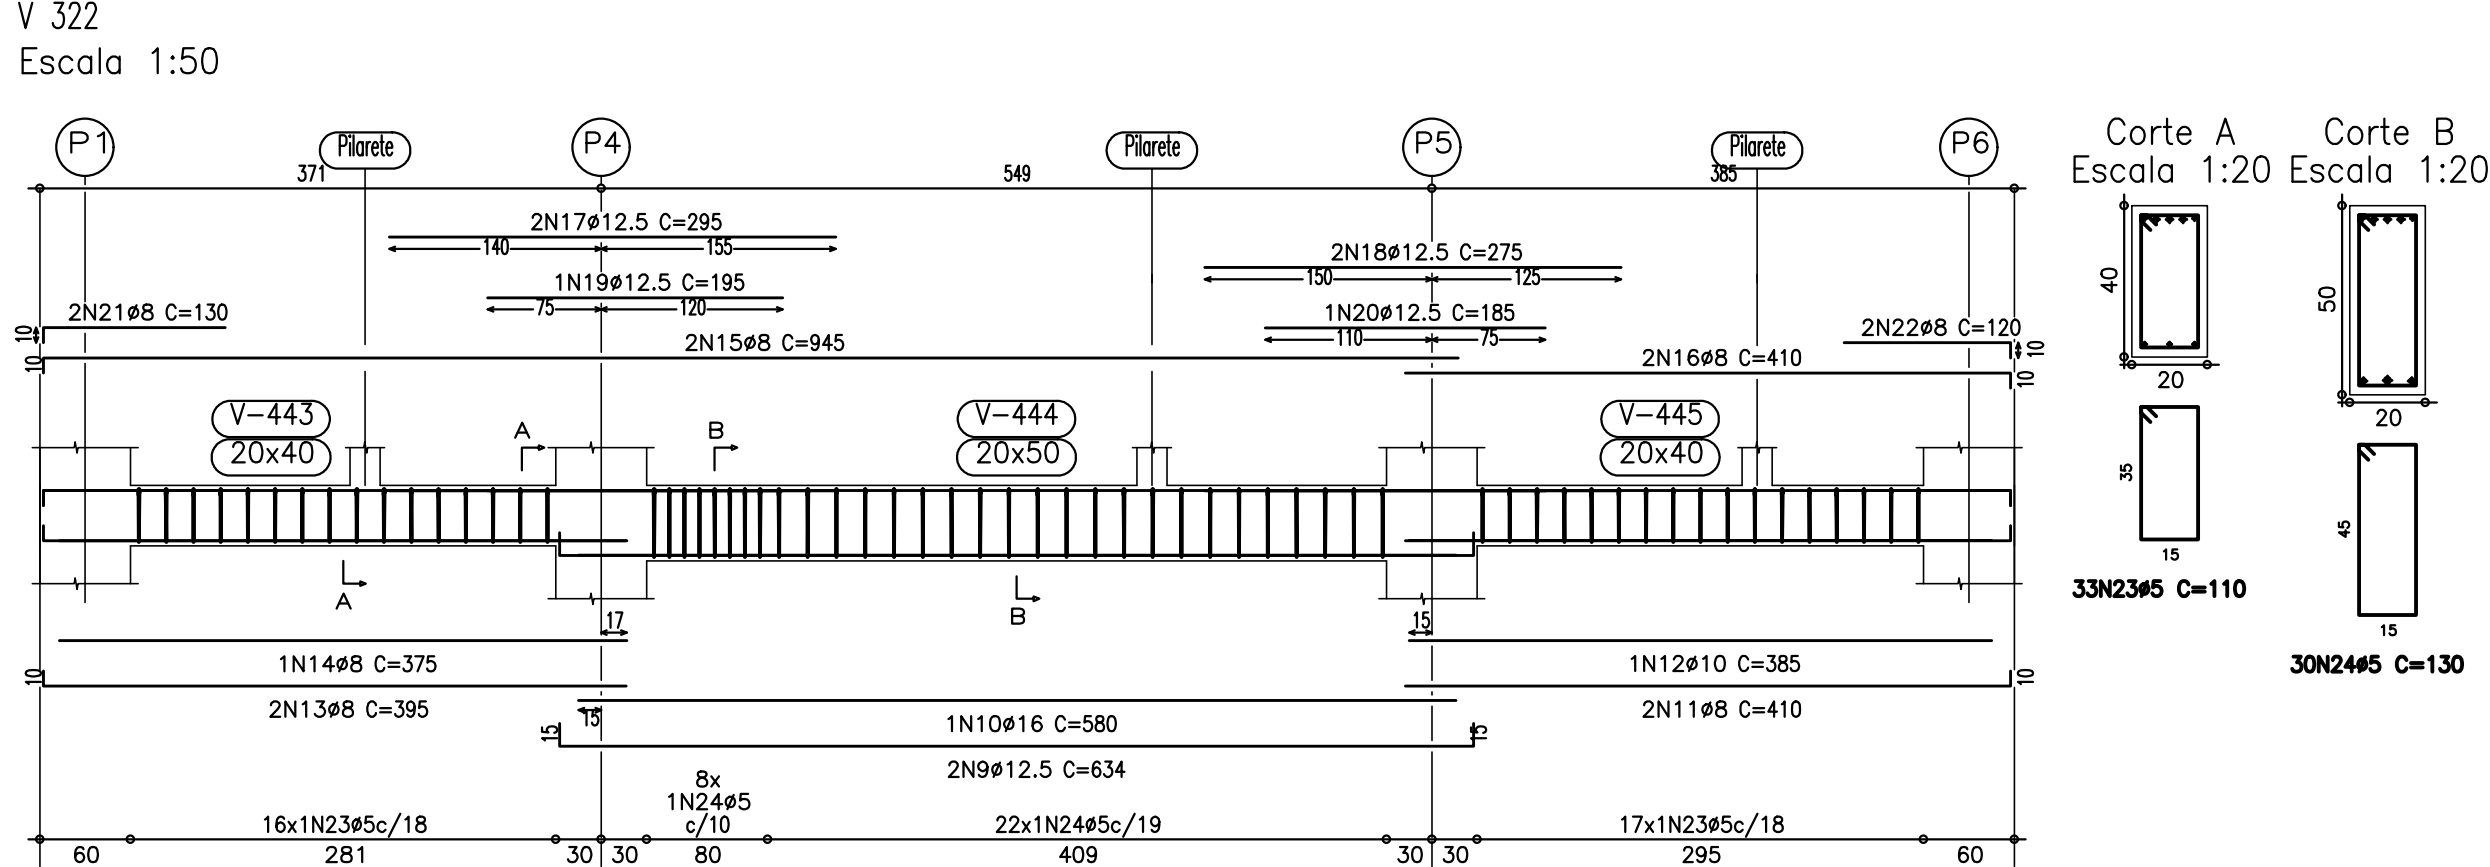 V 322
Escala 1:50
P1
Pilarete
P4
Pilarete
P5
Pilarete
P6
371
549
385
2N17ø12.5 C=295
140
155
2N18ø12.5 C=275
150
125
1N19ø12.5 C=195
75
120
2N21ø8 C=130
10
1N20ø12.5 C=185
110
75
2N22ø8 C=120
10
2N15ø8 C=945
10
2N16ø8 C=410
10
V-443
20x40
A
B
V-444
20x50
V-445
20x40
A
B
17
15
1N14ø8 C=375
1N12ø10 C=385
10
10
2N13ø8 C=395
15
1N10ø16 C=580
2N11ø8 C=410
15
15
2N9ø12.5 C=634
8x
1N24ø5
c/10
16x1N23ø5c/18
22x1N24ø5c/19
17x1N23ø5c/18
60
281
30
30
80
409
30
30
295
60
Corte A
Escala 1:20
40
20
35
15
33N23ø5 C=110
Corte B
Escala 1:20
50
20
45
15
30N24ø5 C=130